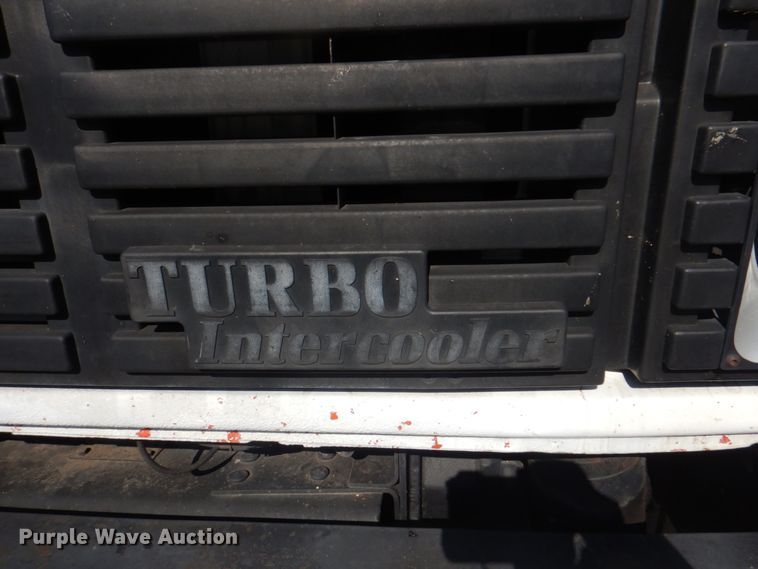 TURBO
Intercooler
Purple Wave Auction